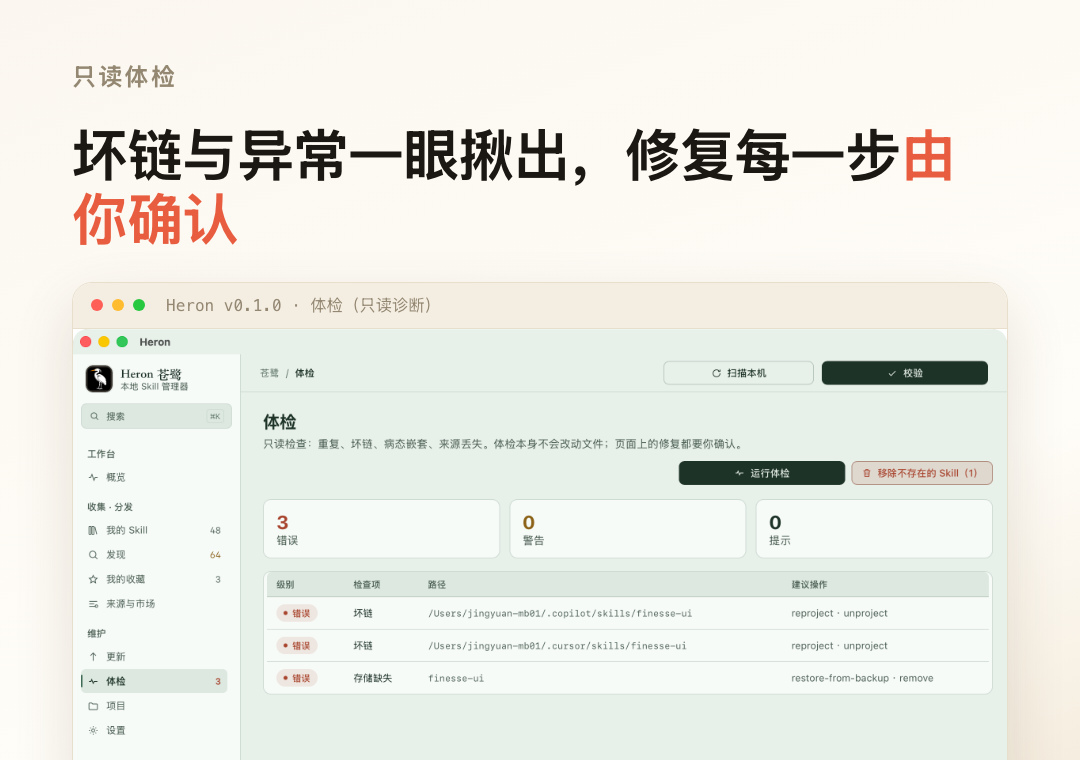 只读体检
坏链与异常一眼揪出，修复每一步由
你确认
Heron v0.1.0 · 体检（只读诊断）
Heron
Heron 苍鹭
本地 Skill 管理器
搜索 ⌘K
工作台
概览
收集 · 分发
我的 Skill 48
发现 64
我的收藏 3
来源与市场
维护
更新
体检 3
项目
设置
苍鹭 / 体检
扫描本机
校验
体检
只读检查：重复、坏链、病态嵌套、来源丢失。体检本身不会改动文件；页面上的修复都要你确认。
运行体检
移除不存在的 Skill（1）
3
错误
0
警告
0
提示
级别 检查项 路径 建议操作
错误 坏链 /Users/jingyuan-mb01/.copilot/skills/finesse-ui reproject · unproject
错误 坏链 /Users/jingyuan-mb01/.cursor/skills/finesse-ui reproject · unproject
错误 存储缺失 finesse-ui restore-from-backup · remove